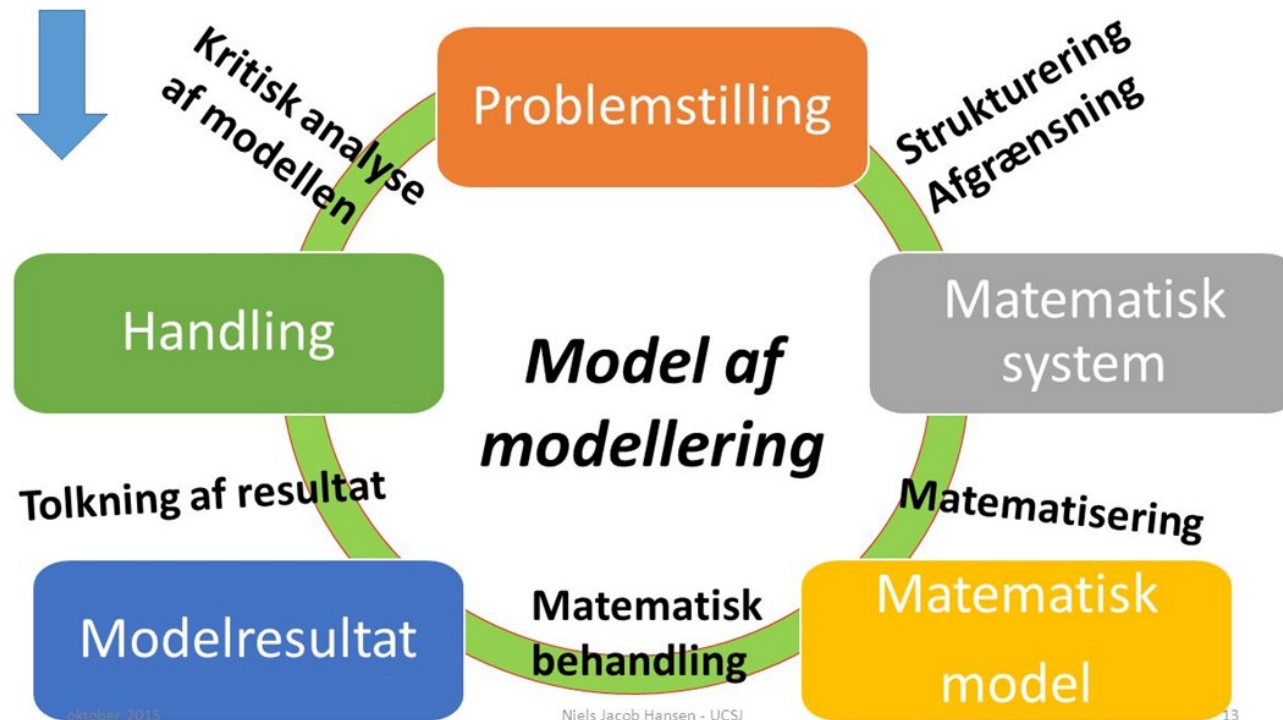 Problemstilling
Strukturering
Afgrænsning
Matematisk
system
Matematisering
Matematisk
model
Matematisk
behandling
Modelresultat
Tolkning af resultat
Handling
Kritisk analyse
af modellen
Model af
modellering
oktober 2015
Niels Jacob Hansen - UCSJ
13